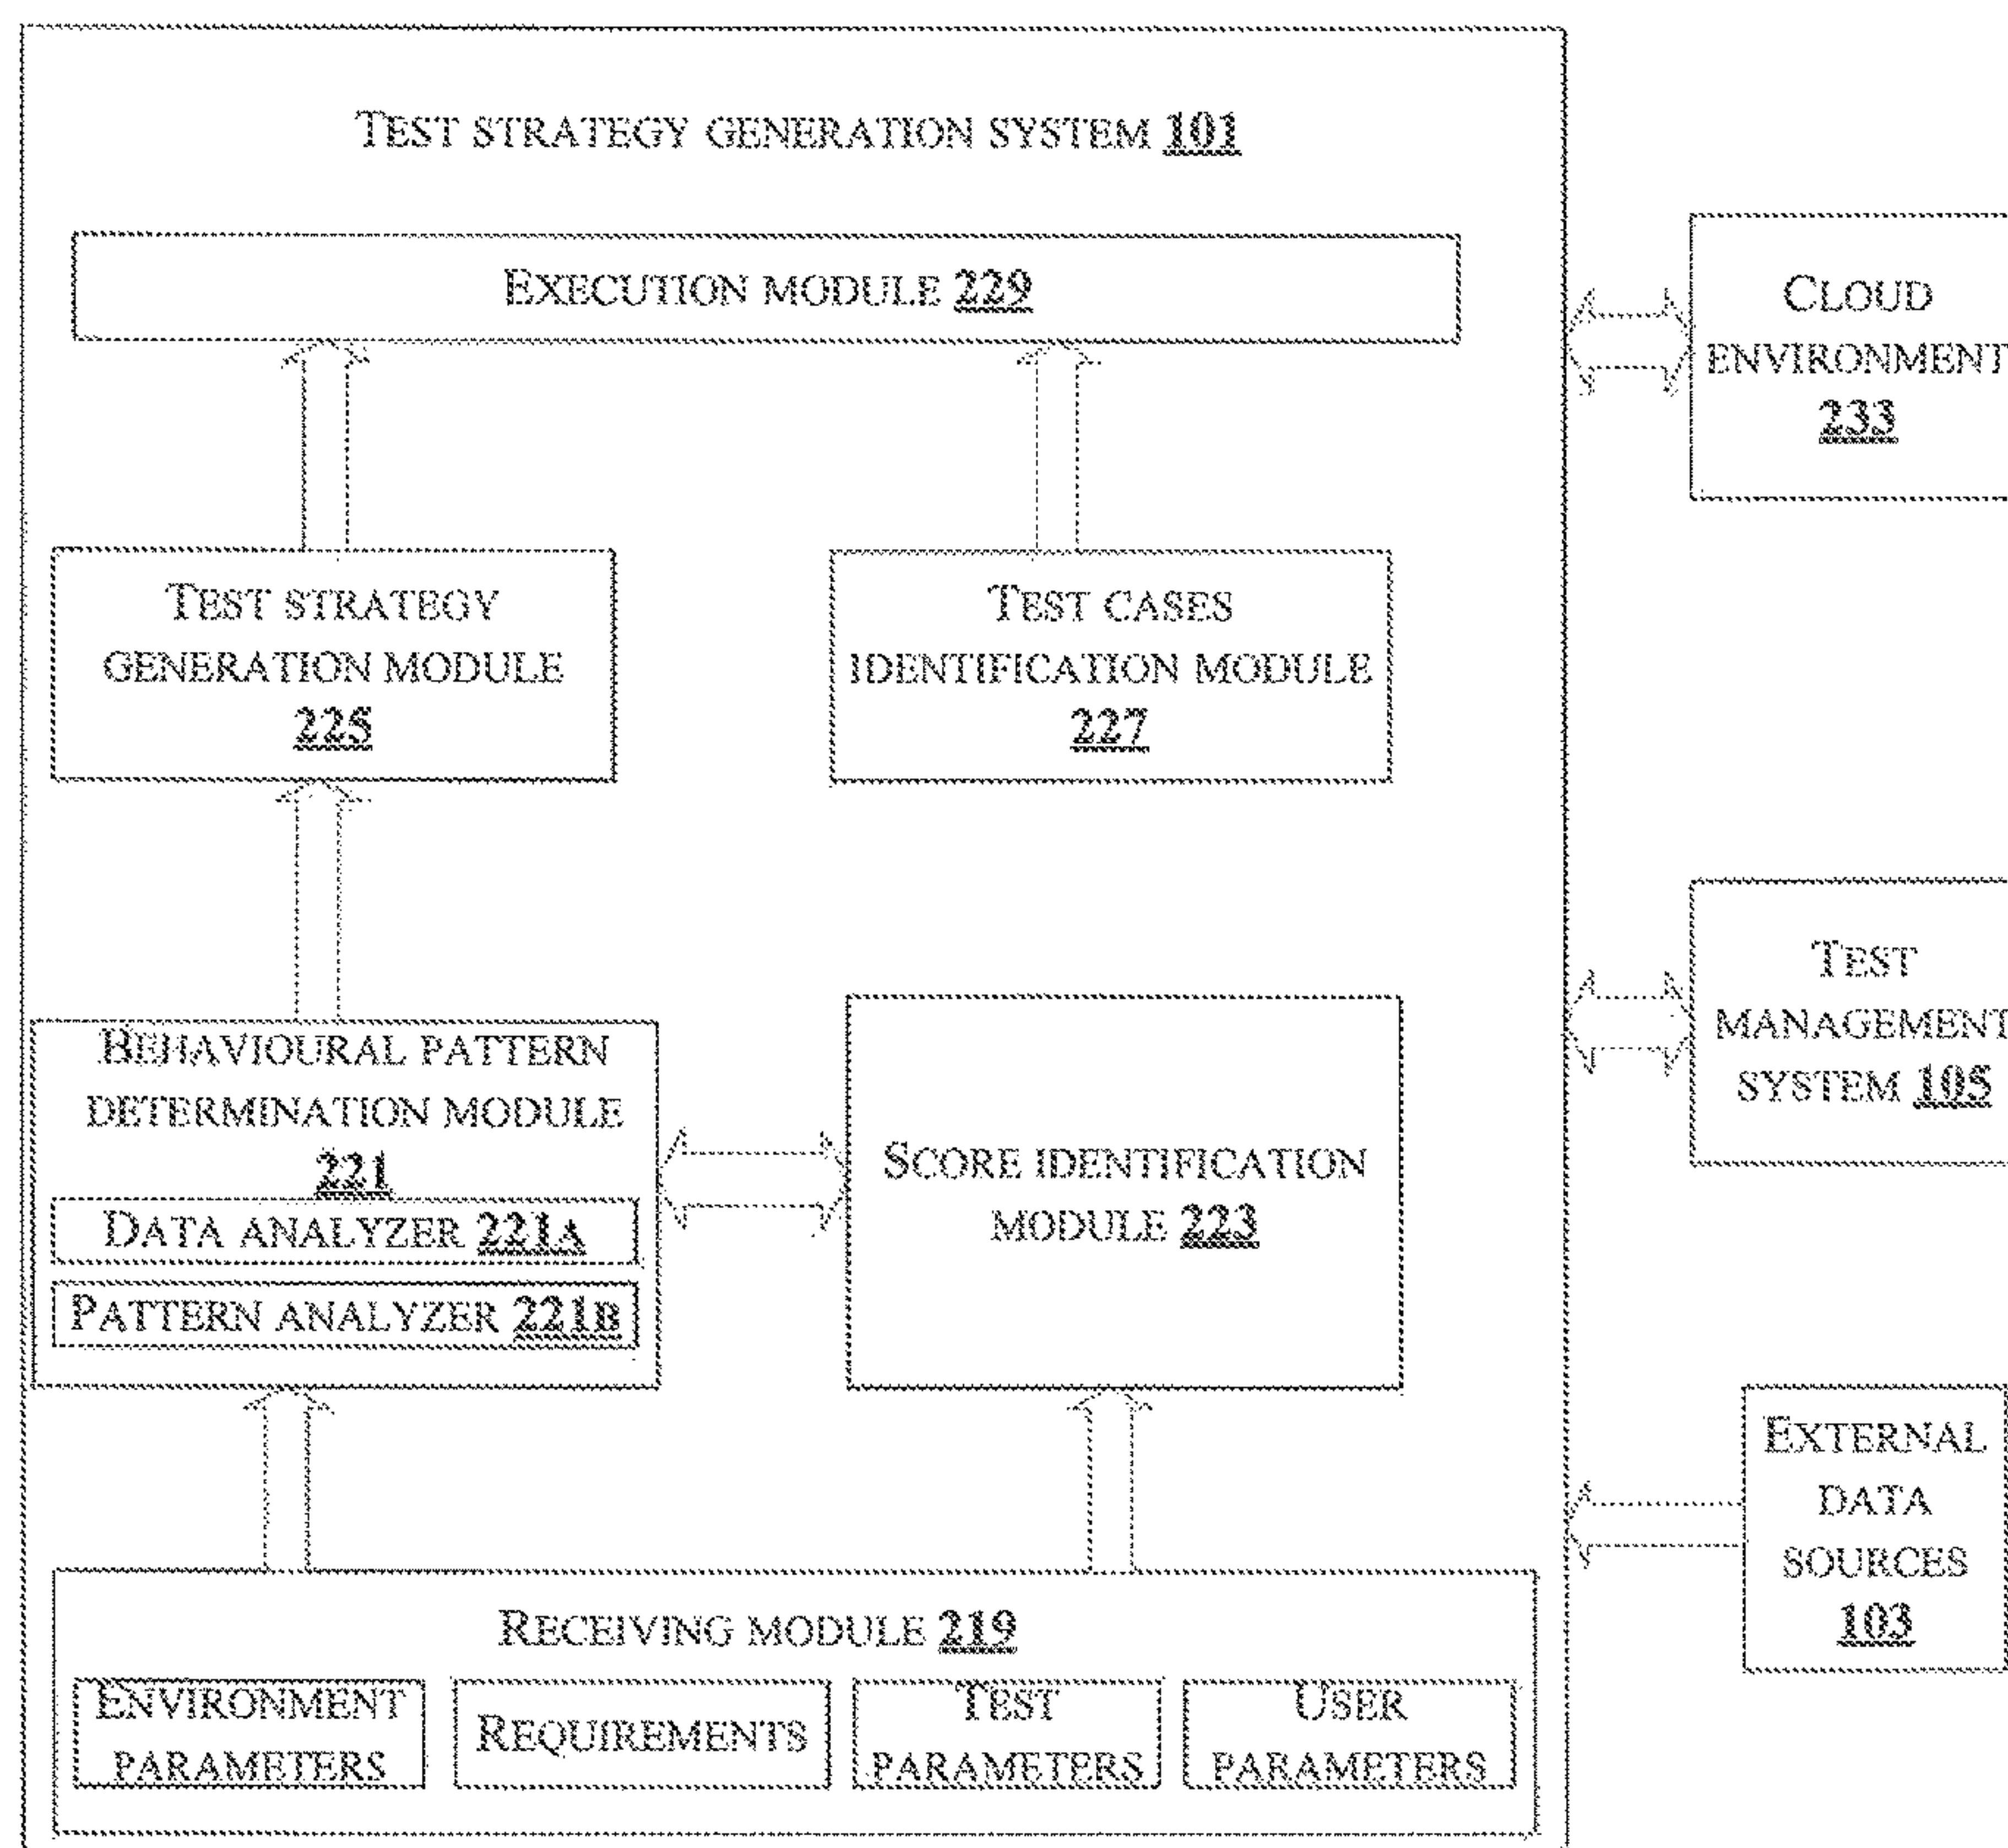 TEST STRATEGY GENERATION SYSTEM 101
EXECUTION MODULE 229
CLOUD
ENVIRONMENT
233
TEST STRATEGY
GENERATION MODULE
225
TEST CASES
IDENTIFICATION MODULE
227
TEST
MANAGEMENT
SYSTEM 105
BEHAVIOURAL PATTERN
DETERMINATION MODULE
221
DATA ANALYZER 221A
PATTERN ANALYZER 221B
SCORE IDENTIFICATION
MODULE 223
EXTERNAL
DATA
SOURCES
103
RECEIVING MODULE 219
ENVIRONMENT
PARAMETERS
REQUIREMENTS
TEST
PARAMETERS
USER
PARAMETERS